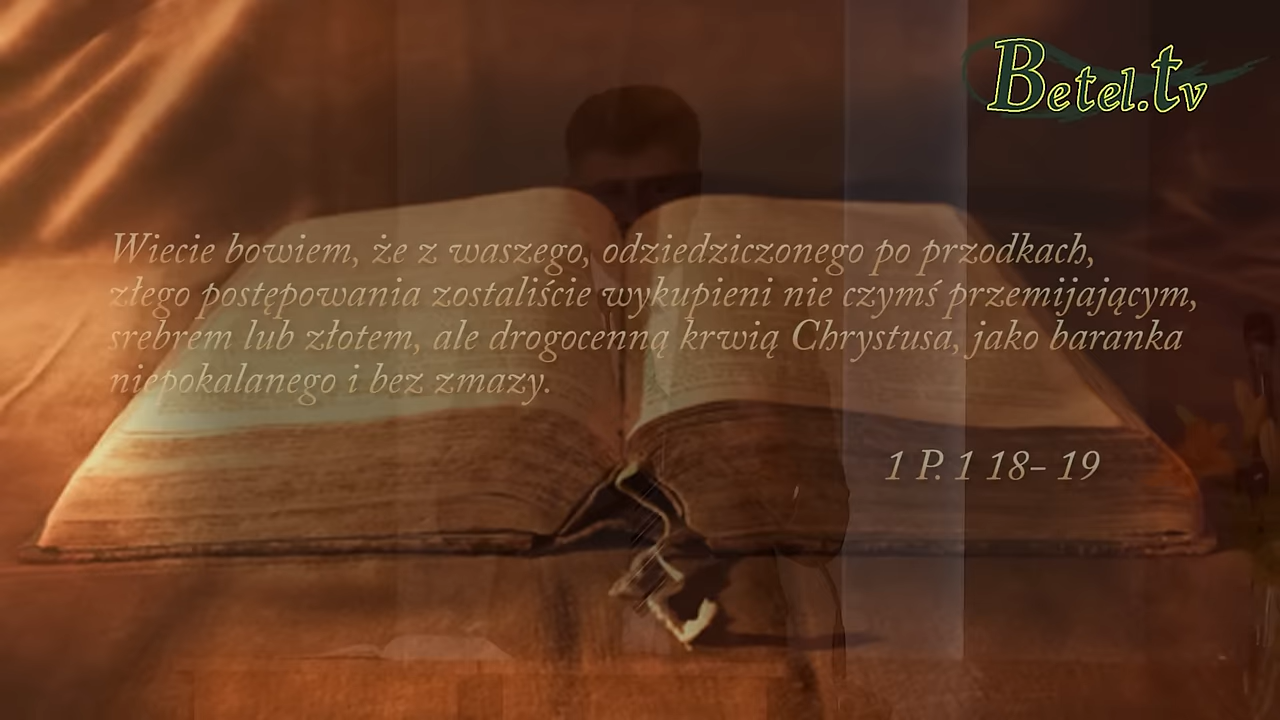 Betel.tv
Wiecie bowiem, że z waszego, odziedziczonego po przodkach,
złego postępowania zostaliście wykupieni nie czymś przemijającym,
srebrem lub złotem, ale drogocenną krwią Chrystusa, jako baranka
niepokalanego i bez zmazy.
1 P. 1 18- 19